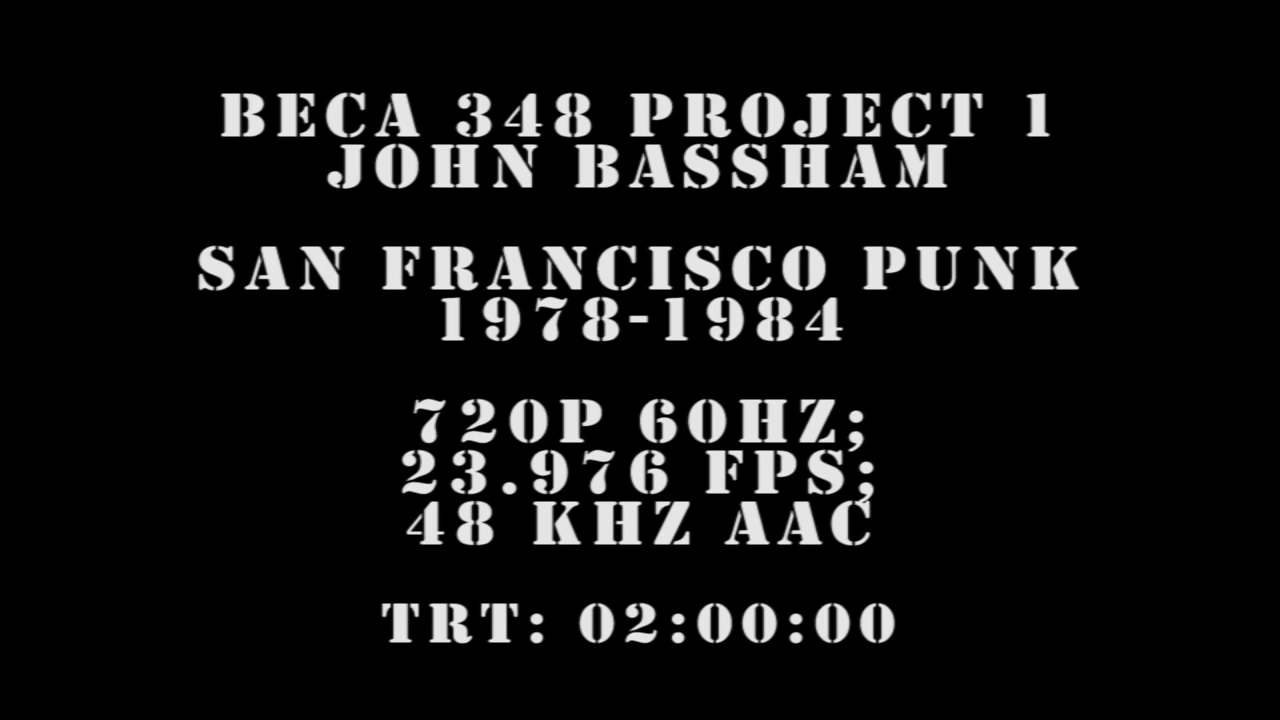 BECA 348 PROJECT 1
JOHN BASSHAM
SAN FRANCISCO PUNK
1978-1984
720P 60HZ;
23.976 FPS;
48 KHZ AAC
TRT: 02:00:00